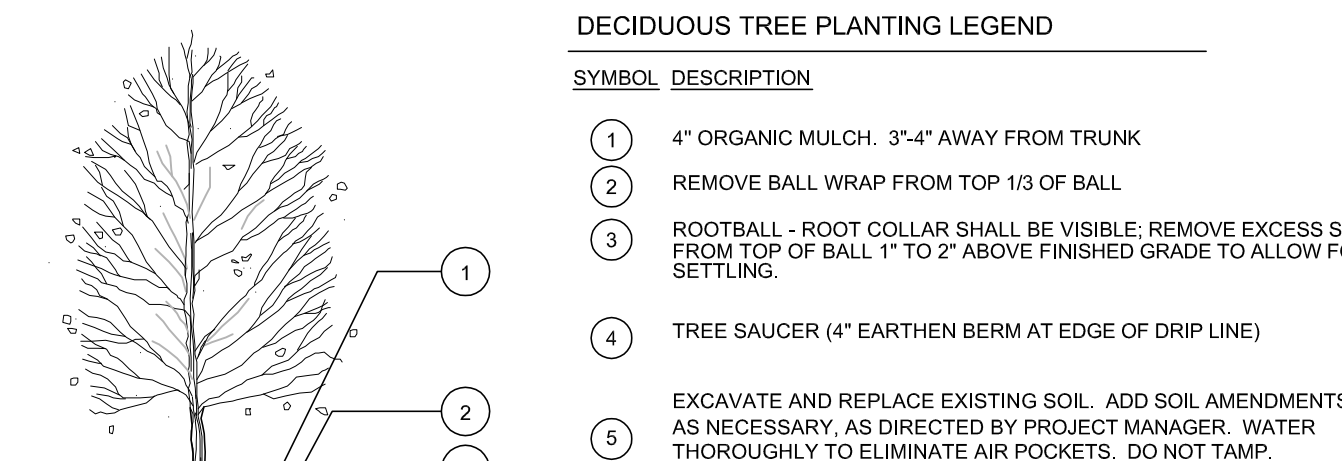 DECIDUOUS TREE PLANTING LEGEND
SYMBOL DESCRIPTION
1 4" ORGANIC MULCH. 3"-4" AWAY FROM TRUNK
2 REMOVE BALL WRAP FROM TOP 1/3 OF BALL
3 ROOTBALL - ROOT COLLAR SHALL BE VISIBLE; REMOVE EXCESS
FROM TOP OF BALL 1" TO 2" ABOVE FINISHED GRADE TO ALLOW
SETTLING.
4 TREE SAUCER (4" EARTHEN BERM AT EDGE OF DRIP LINE)
EXCAVATE AND REPLACE EXISTING SOIL. ADD SOIL AMENDMENTS
5 AS NECESSARY, AS DIRECTED BY PROJECT MANAGER. WATER
THOROUGHLY TO ELIMINATE AIR POCKETS. DO NOT TAMP.
1
2